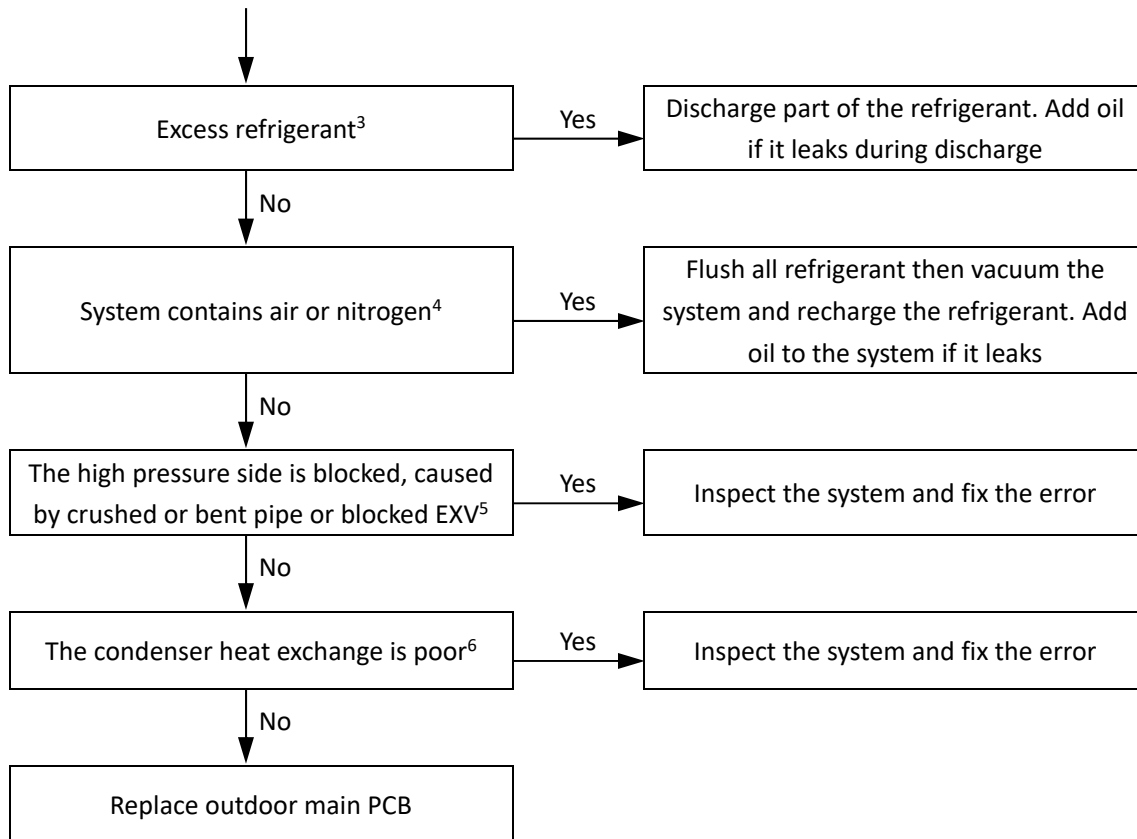 Excess refrigerant³
Yes
Discharge part of the refrigerant. Add oil
if it leaks during discharge
No
System contains air or nitrogen⁴
Yes
Flush all refrigerant then vacuum the
system and recharge the refrigerant. Add
oil to the system if it leaks
No
The high pressure side is blocked, caused
by crushed or bent pipe or blocked EXV⁵
Yes
Inspect the system and fix the error
No
The condenser heat exchange is poor⁶
Yes
Inspect the system and fix the error
No
Replace outdoor main PCB